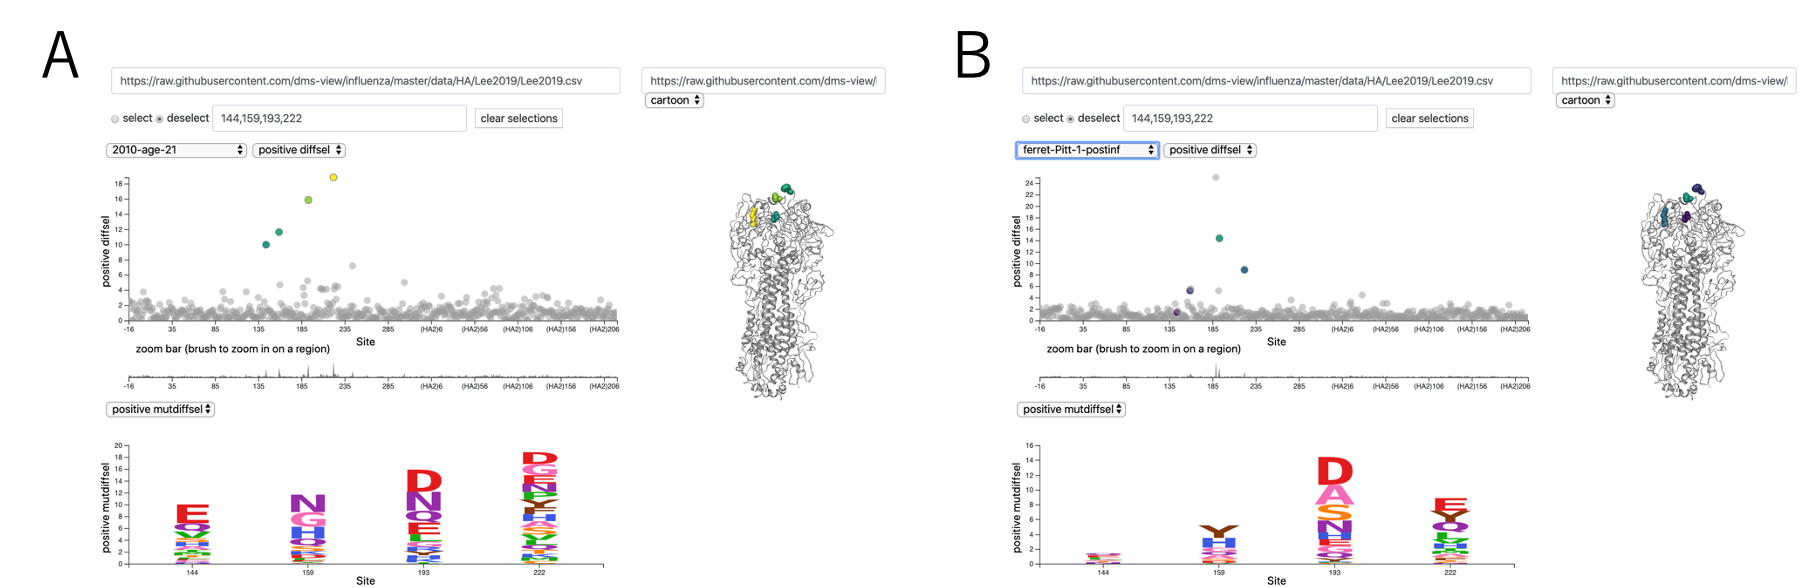 A
https://raw.githubusercontent.com/dms-view/influenza/master/data/HA/Lee2019/Lee2019.csv
https://raw.githubusercontent.com/dms-view/
cartoon
select deselect 144,159,193,222 clear selections
2010-age-21 positive diffsel
18
16
14
12
10
8
6
4
2
0
positive diffsel
-16 35 85 135 185 235 285 (HA2)6 (HA2)56 (HA2)106 (HA2)156 (HA2)206
Site
zoom bar (brush to zoom in on a region)
-16 35 85 135 185 235 285 (HA2)6 (HA2)56 (HA2)106 (HA2)156 (HA2)206
positive mutdiffsel
20
18
16
14
12
10
8
6
4
2
0
positive mutdiffsel
E
N
G
H
D
N
Q
E
D
G
E
N
P
Y
144 159 193 222
Site
B
https://raw.githubusercontent.com/dms-view/influenza/master/data/HA/Lee2019/Lee2019.csv
https://raw.githubusercontent.com/dms-view/
cartoon
select deselect 144,159,193,222 clear selections
ferret-Pitt-1-postinf positive diffsel
24
22
20
18
16
14
12
10
8
6
4
2
0
positive diffsel
-16 35 85 135 185 235 285 (HA2)6 (HA2)56 (HA2)106 (HA2)156 (HA2)206
Site
zoom bar (brush to zoom in on a region)
-16 35 85 135 185 235 285 (HA2)6 (HA2)56 (HA2)106 (HA2)156 (HA2)206
positive mutdiffsel
16
14
12
10
8
6
4
2
0
positive mutdiffsel
Y
H
D
A
S
N
H
E
Y
Q
144 159 193 222
Site